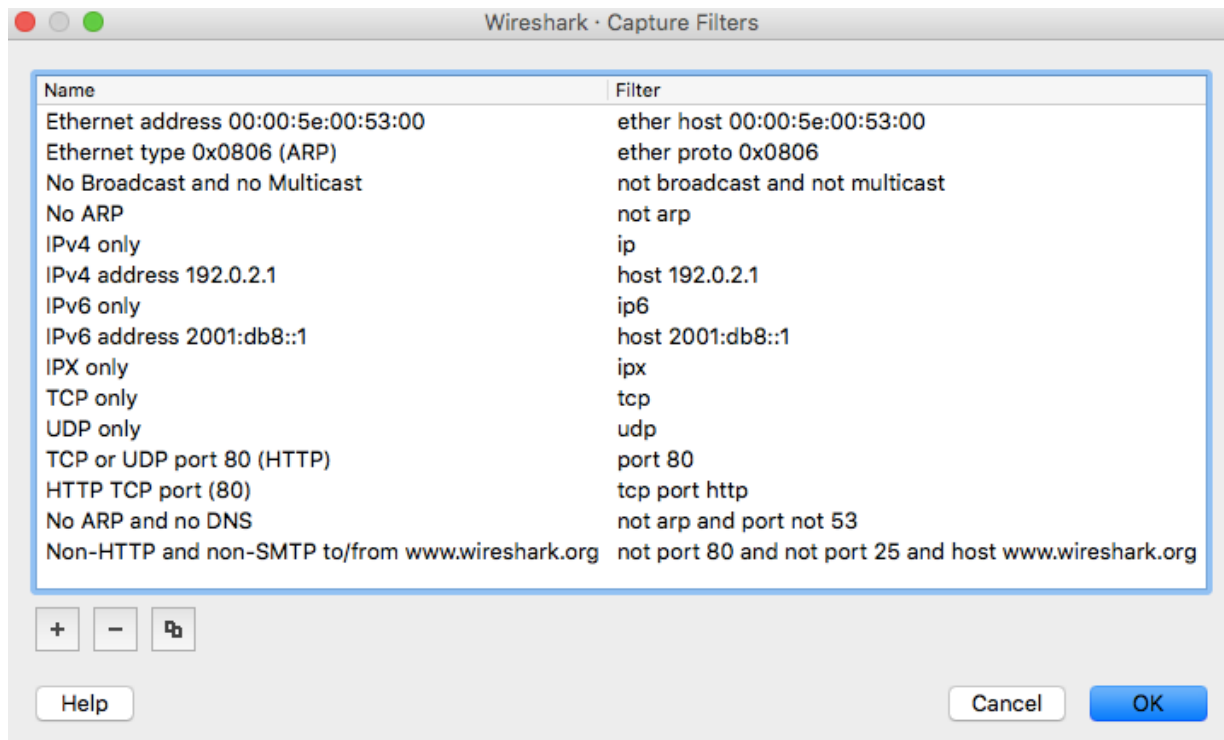 Wireshark · Capture Filters
Name Filter
Ethernet address 00:00:5e:00:53:00 ether host 00:00:5e:00:53:00
Ethernet type 0x0806 (ARP) ether proto 0x0806
No Broadcast and no Multicast not broadcast and not multicast
No ARP not arp
IPv4 only ip
IPv4 address 192.0.2.1 host 192.0.2.1
IPv6 only ip6
IPv6 address 2001:db8::1 host 2001:db8::1
IPX only ipx
TCP only tcp
UDP only udp
TCP or UDP port 80 (HTTP) port 80
HTTP TCP port (80) tcp port http
No ARP and no DNS not arp and port not 53
Non-HTTP and non-SMTP to/from www.wireshark.org not port 80 and not port 25 and host www.wireshark.org
+ −
Help Cancel OK